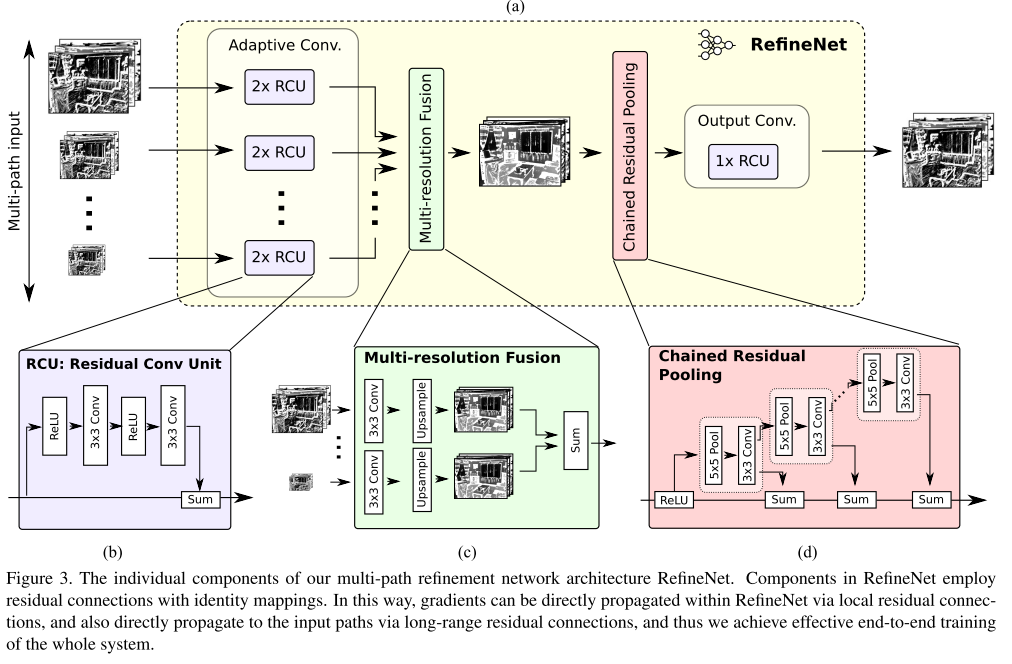 (a)
Multi-path input
Adaptive Conv.
2x RCU
2x RCU
2x RCU
Multi-resolution Fusion
Chained Residual Pooling
RefineNet
Output Conv.
1x RCU
RCU: Residual Conv Unit
ReLU
3x3 Conv
ReLU
3x3 Conv
Sum
Multi-resolution Fusion
3x3 Conv
Upsample
3x3 Conv
Upsample
Sum
Chained Residual
Pooling
ReLU
5x5 Pool
3x3 Conv
5x5 Pool
3x3 Conv
5x5 Pool
3x3 Conv
Sum
Sum
Sum
(b)
(c)
(d)
Figure 3. The individual components of our multi-path refinement network architecture RefineNet. Components in RefineNet employ
residual connections with identity mappings. In this way, gradients can be directly propagated within RefineNet via local residual connec-
tions, and also directly propagate to the input paths via long-range residual connections, and thus we achieve effective end-to-end training
of the whole system.